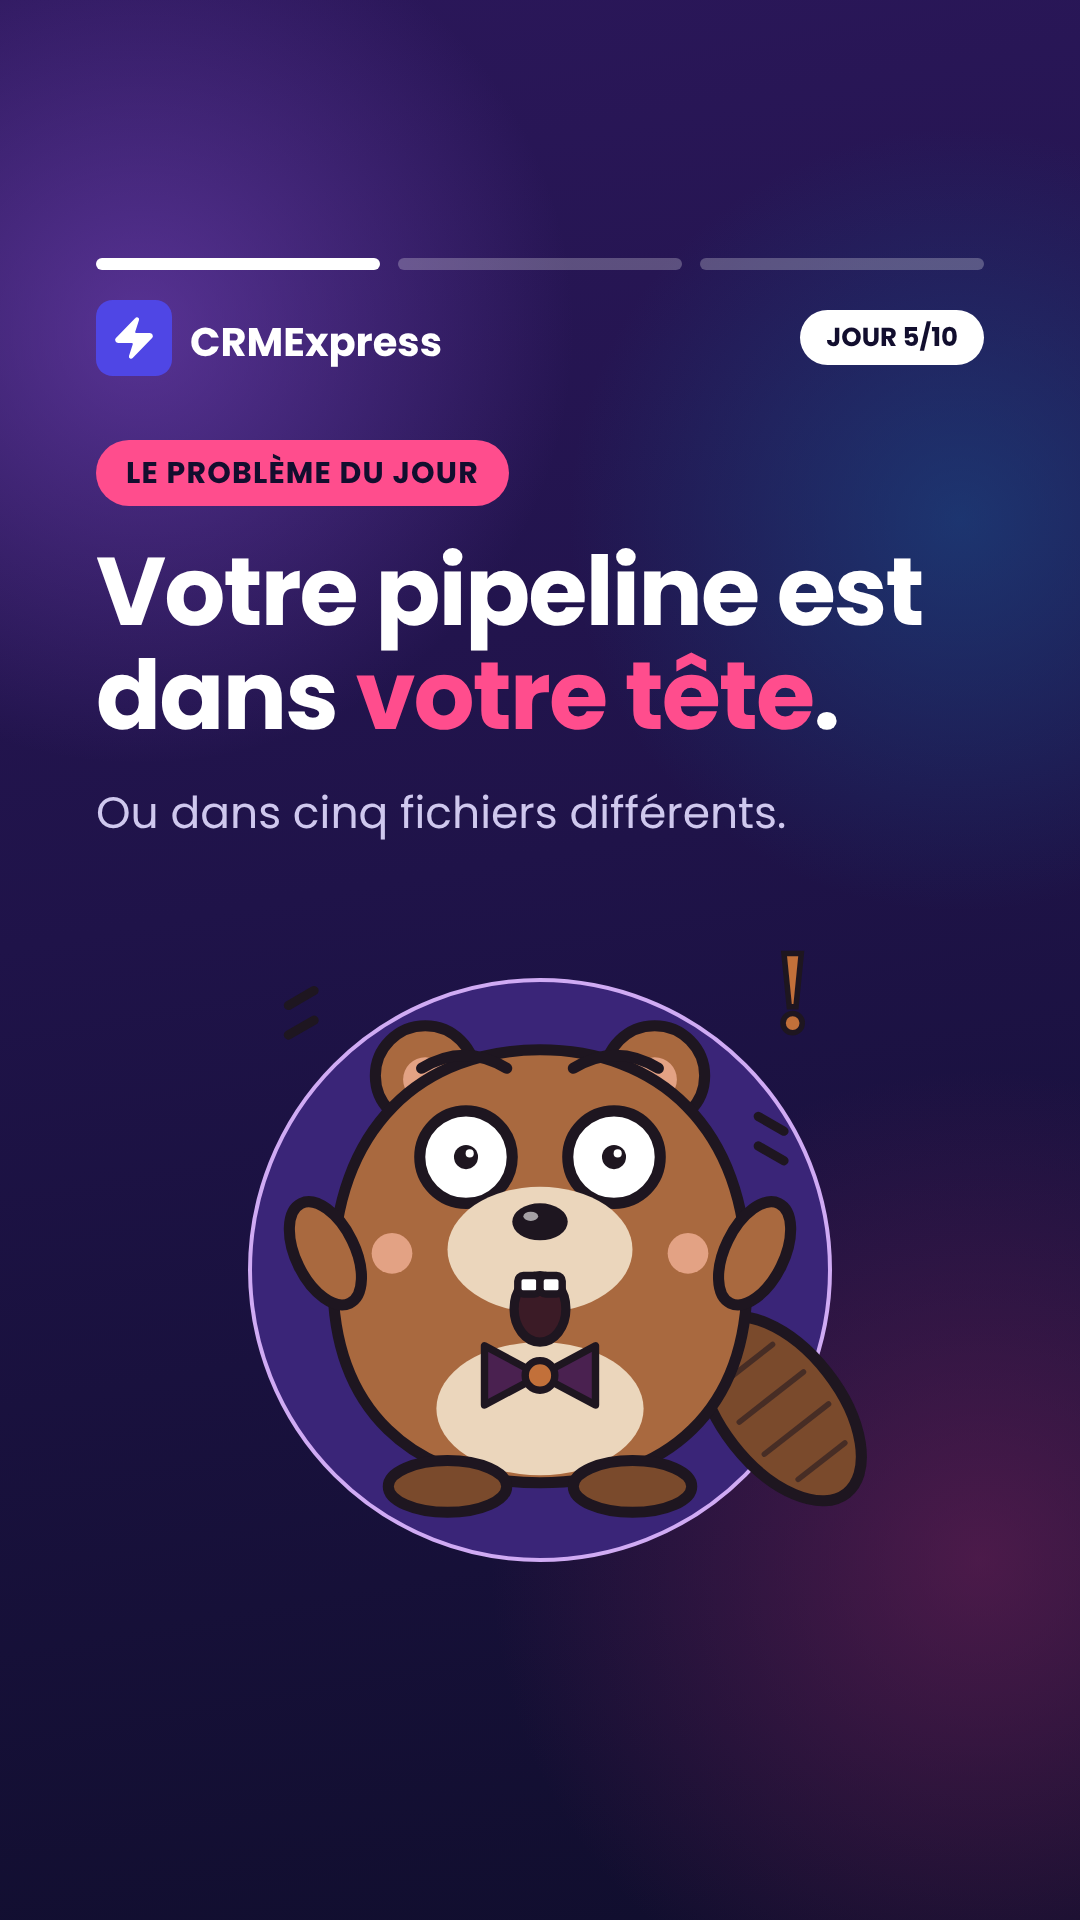 CRMExpress
JOUR 5/10
LE PROBLÈME DU JOUR
Votre pipeline est
dans votre tête.
Ou dans cinq fichiers différents.
!